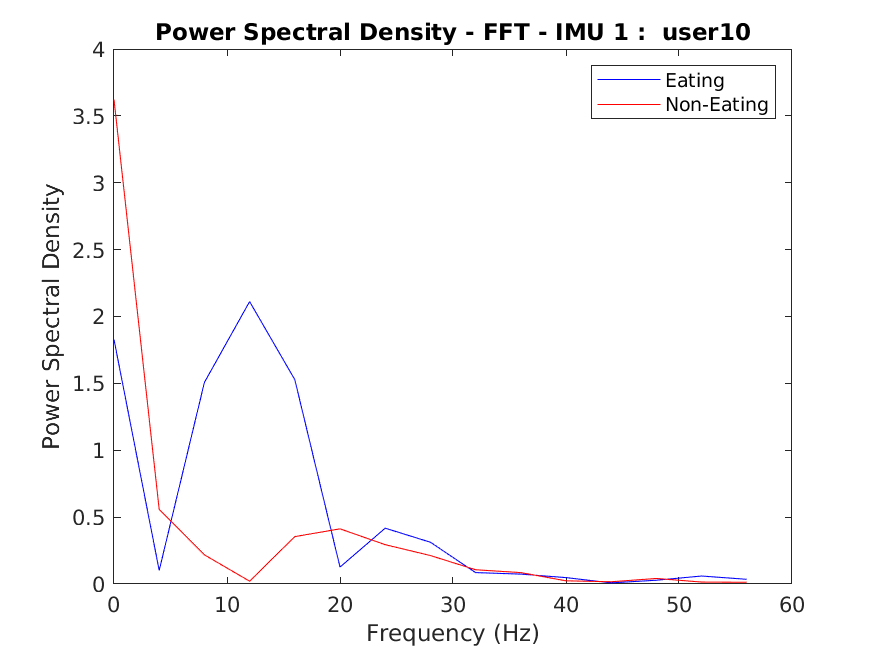 Power Spectral Density - FFT - IMU 1 :  user10
Eating
Non-Eating
Power Spectral Density
4
3.5
3
2.5
2
1.5
1
0.5
0
0 10 20 30 40 50 60
Frequency (Hz)